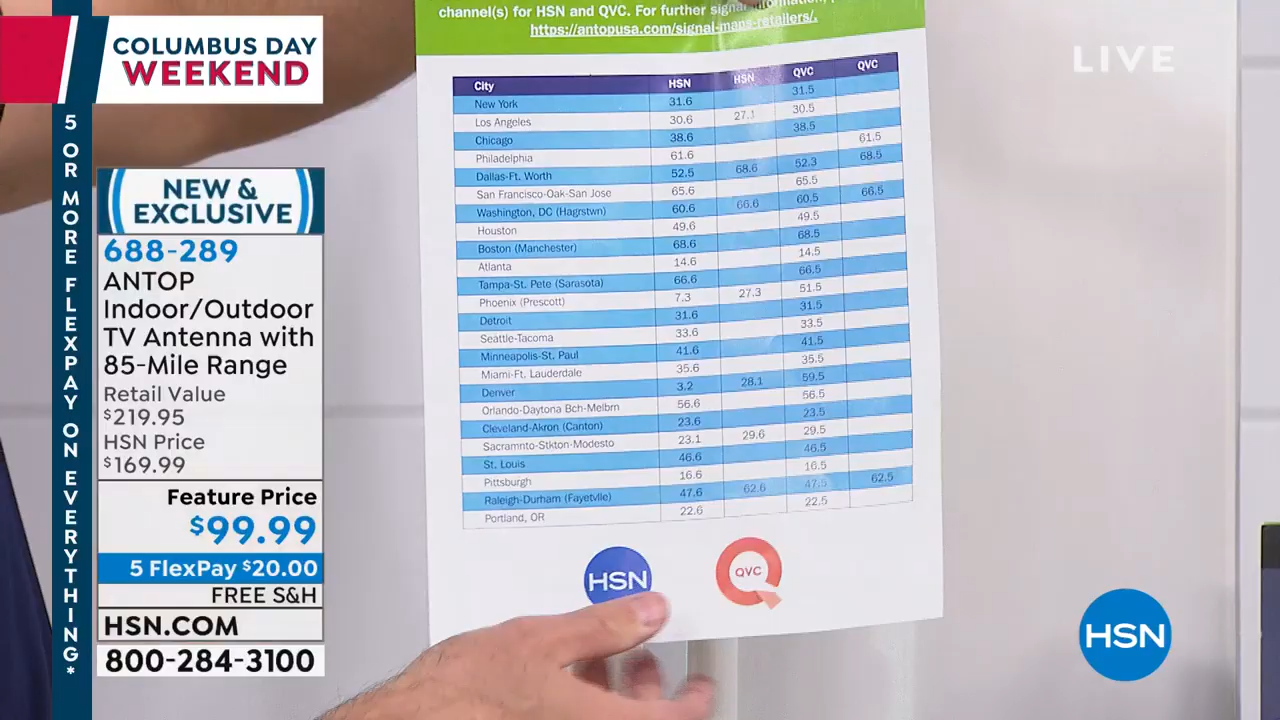 COLUMBUS DAY
WEEKEND
5 OR MORE FLEXPAY ON EVERYTHING*
NEW &
EXCLUSIVE
688-289
ANTOP
Indoor/Outdoor
TV Antenna with
85-Mile Range
Retail Value
$219.95
HSN Price
$169.99
Feature Price
$99.99
5 FlexPay $20.00
FREE S&H
HSN.COM
800-284-3100
channel(s) for HSN and QVC. For further signal information,
https://antopusa.com/signal-maps-retailers/.
City HSN HSN QVC QVC
New York 31.6 31.5
Los Angeles 30.6 27.1 30.5
Chicago 38.6 38.5
Philadelphia 61.6 61.5
Dallas-Ft. Worth 52.5 68.6 52.3 68.5
San Francisco-Oak-San Jose 65.6 65.5
Washington, DC (Hagrstwn) 60.6 66.6 60.5 66.5
Houston 49.6 49.5
Boston (Manchester) 68.6 68.5
Atlanta 14.6 14.5
Tampa-St. Pete (Sarasota) 66.6 66.5
Phoenix (Prescott) 7.3 27.3 51.5
Detroit 31.6 31.5
Seattle-Tacoma 33.6 33.5
Minneapolis-St. Paul 41.6 41.5
Miami-Ft. Lauderdale 35.6 35.5
Denver 3.2 28.1 59.5
Orlando-Daytona Bch-Melbrn 56.6 56.5
Cleveland-Akron (Canton) 23.6 23.5
Sacramnto-Stkton-Modesto 23.1 29.6 29.5
St. Louis 46.6 46.5
Pittsburgh 16.6 16.5
Raleigh-Durham (Fayetvlle) 47.6 62.6 47.5 62.5
Portland, OR 22.6 22.5
HSN
QVC
LIVE
HSN